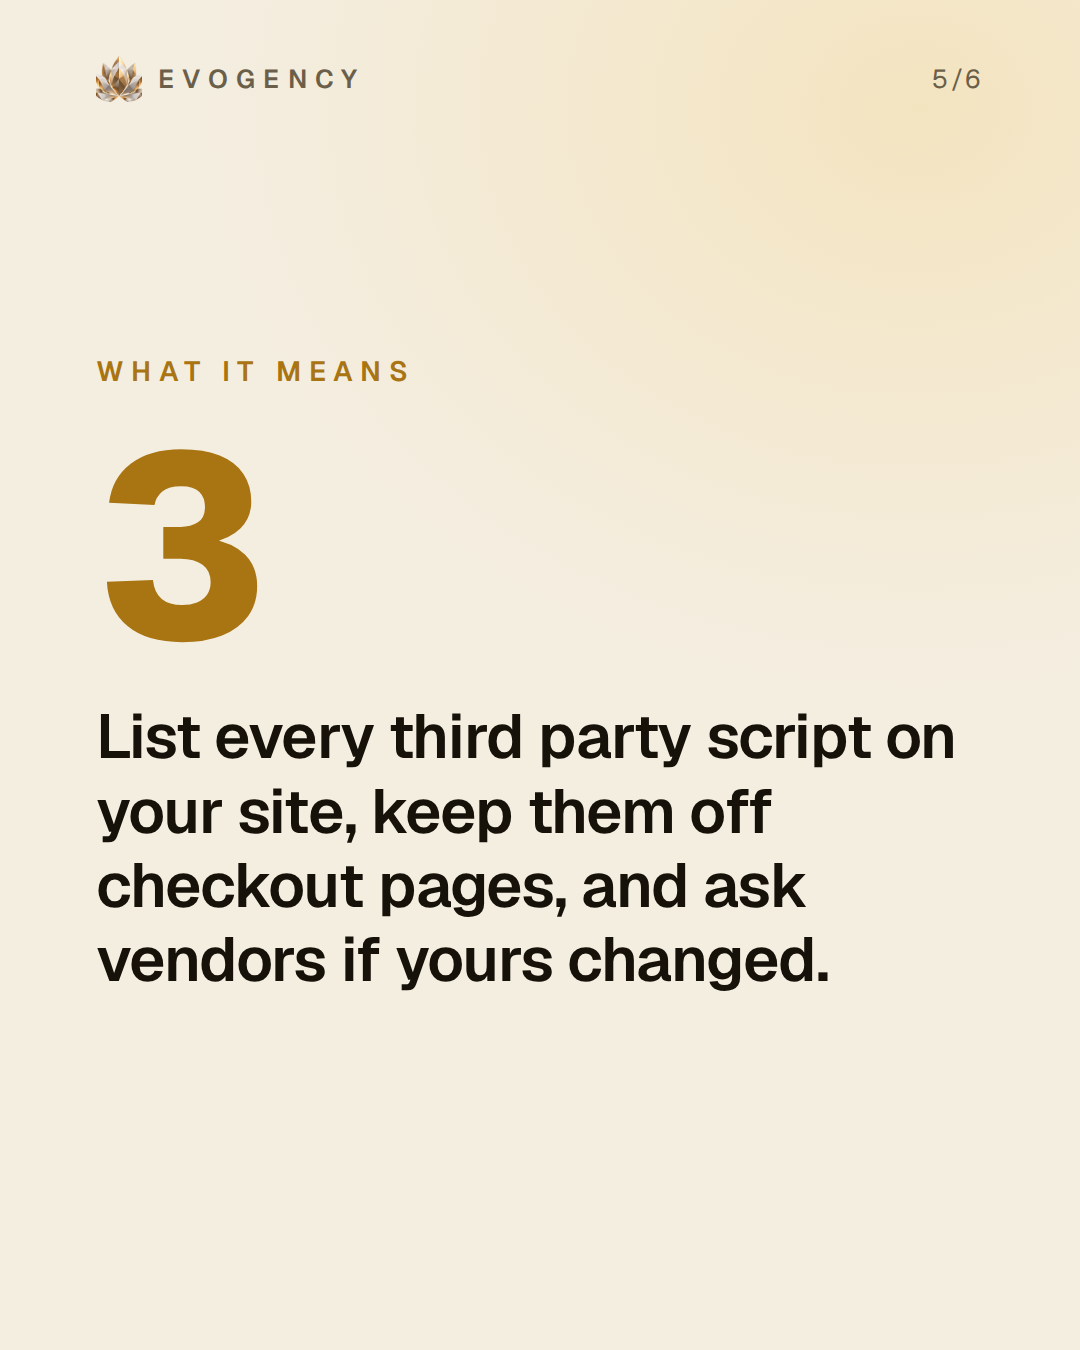 EVOGENCY
5/6
WHAT IT MEANS
3
List every third party script on
your site, keep them off
checkout pages, and ask
vendors if yours changed.